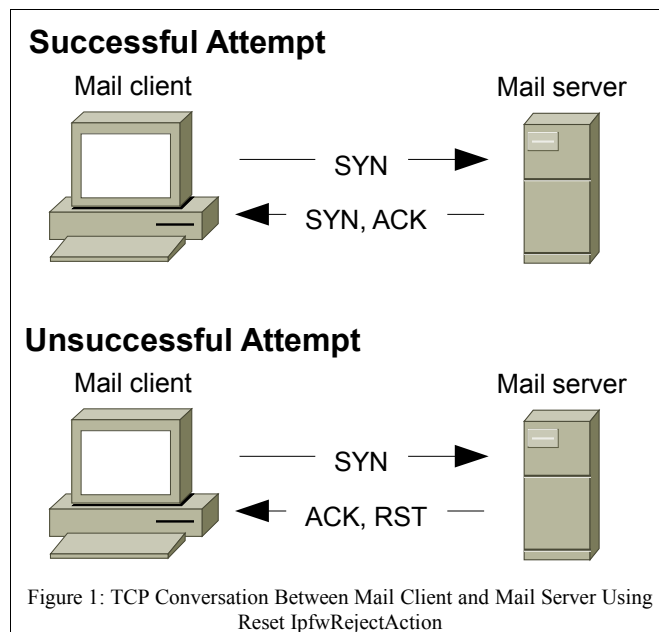 Successful Attempt
Mail client
Mail server
SYN
SYN, ACK
Unsuccessful Attempt
Mail client
Mail server
SYN
ACK, RST
Figure 1: TCP Conversation Between Mail Client and Mail Server Using
Reset IpfwRejectAction